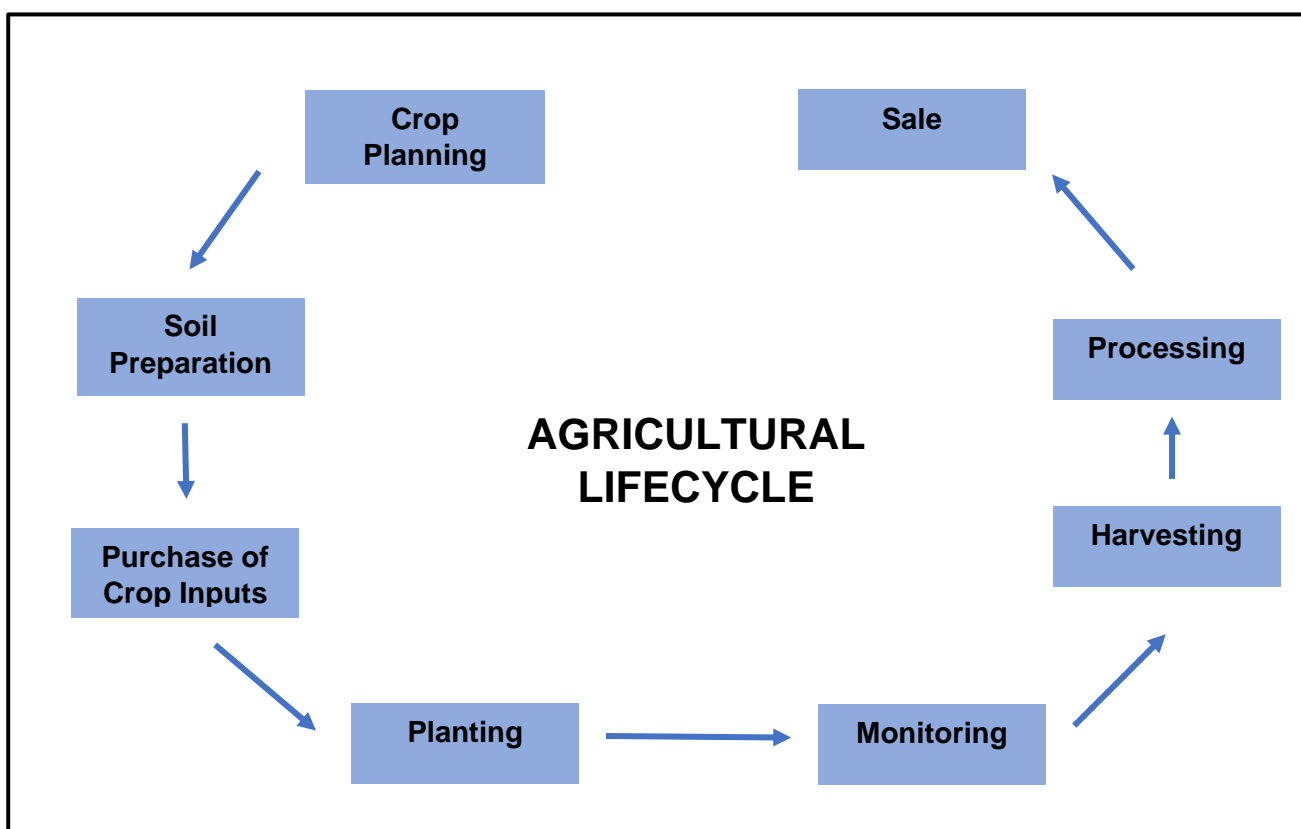 Crop
Planning
Soil
Preparation
Purchase of
Crop Inputs
Planting
Monitoring
Harvesting
Processing
Sale
AGRICULTURAL
LIFECYCLE